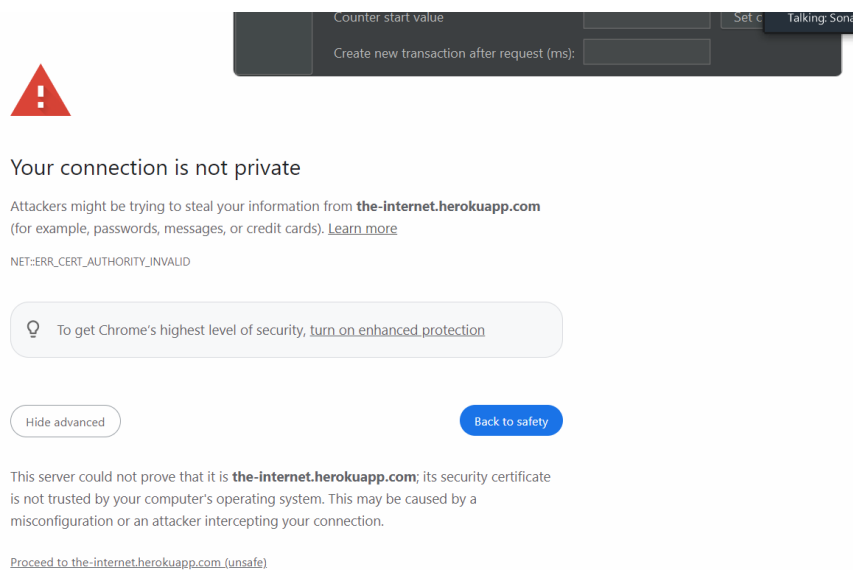 Counter start value
Set c
Talking: Sona
Create new transaction after request (ms):
Your connection is not private
Attackers might be trying to steal your information from the-internet.herokuapp.com
(for example, passwords, messages, or credit cards). Learn more
NET::ERR_CERT_AUTHORITY_INVALID
To get Chrome's highest level of security, turn on enhanced protection
Hide advanced
Back to safety
This server could not prove that it is the-internet.herokuapp.com; its security certificate
is not trusted by your computer's operating system. This may be caused by a
misconfiguration or an attacker intercepting your connection.
Proceed to the-internet.herokuapp.com (unsafe)